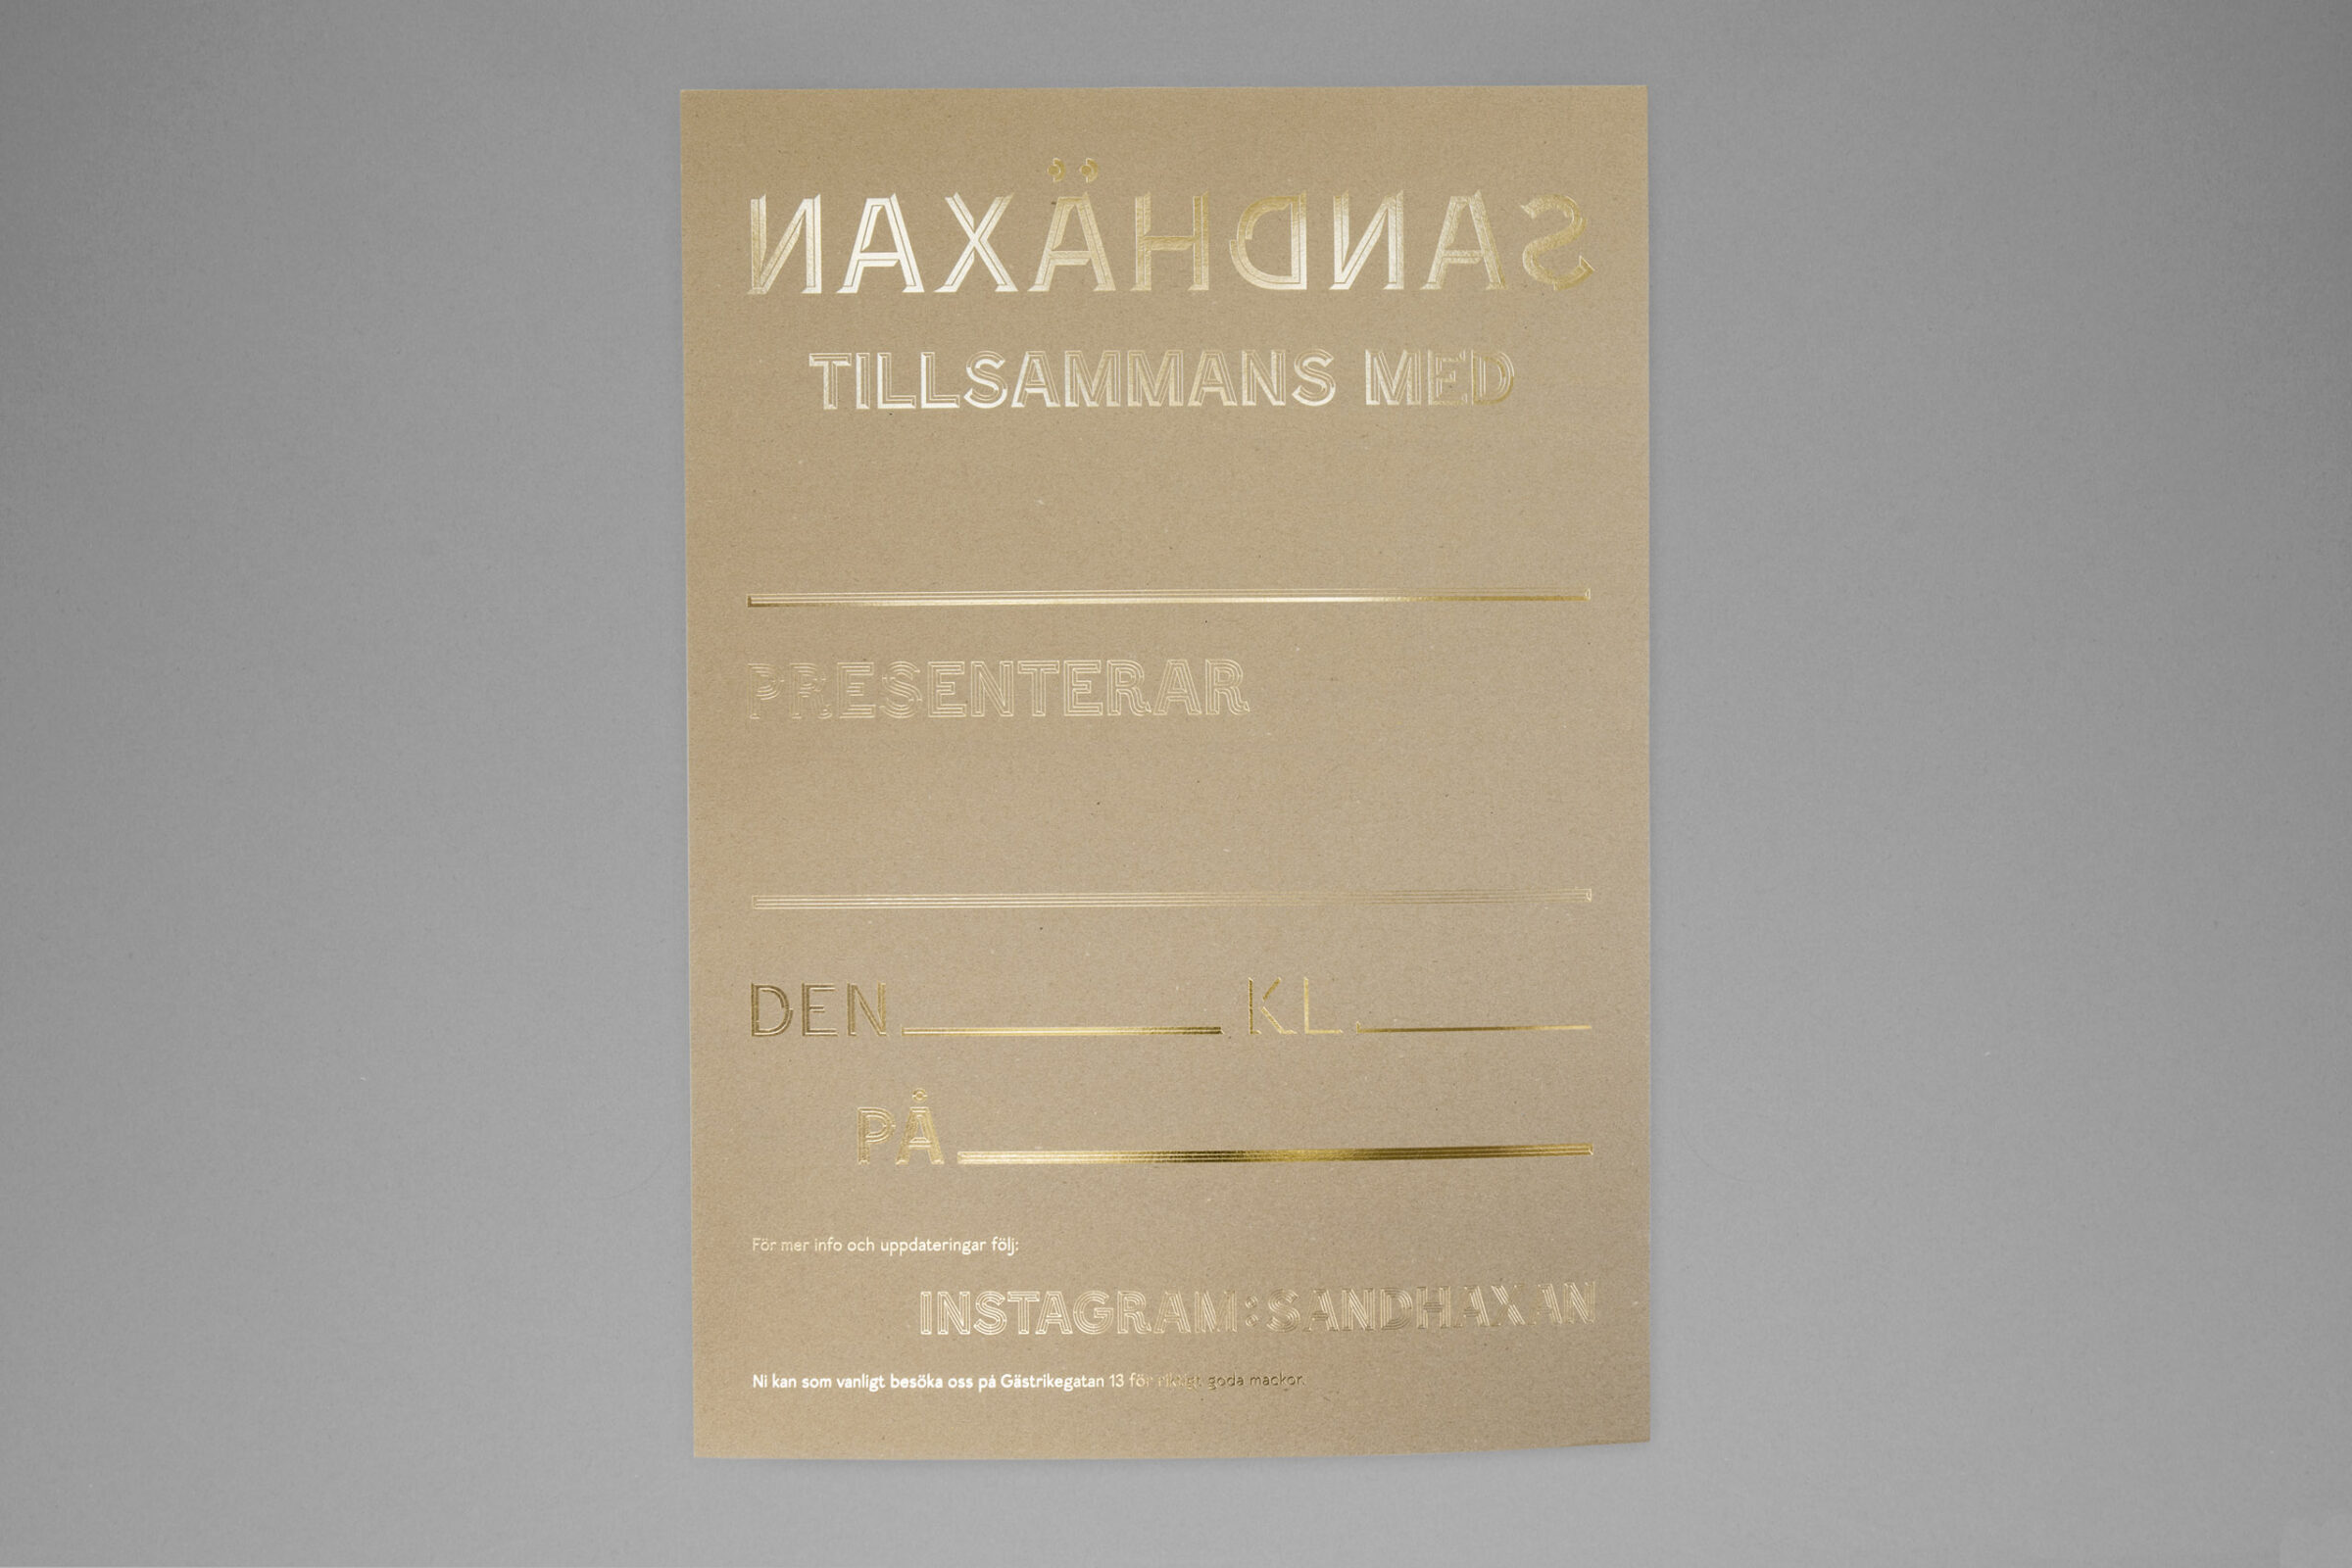 SANDHÄXAN
TILLSAMMANS MED
PRESENTERAR
DEN KL.
PÅ
För mer info och uppdateringar följ:
INSTAGRAM:SANDHAXAN
Ni kan som vanligt besöka oss på Gästrikegatan 13 för riktigt goda mackor.